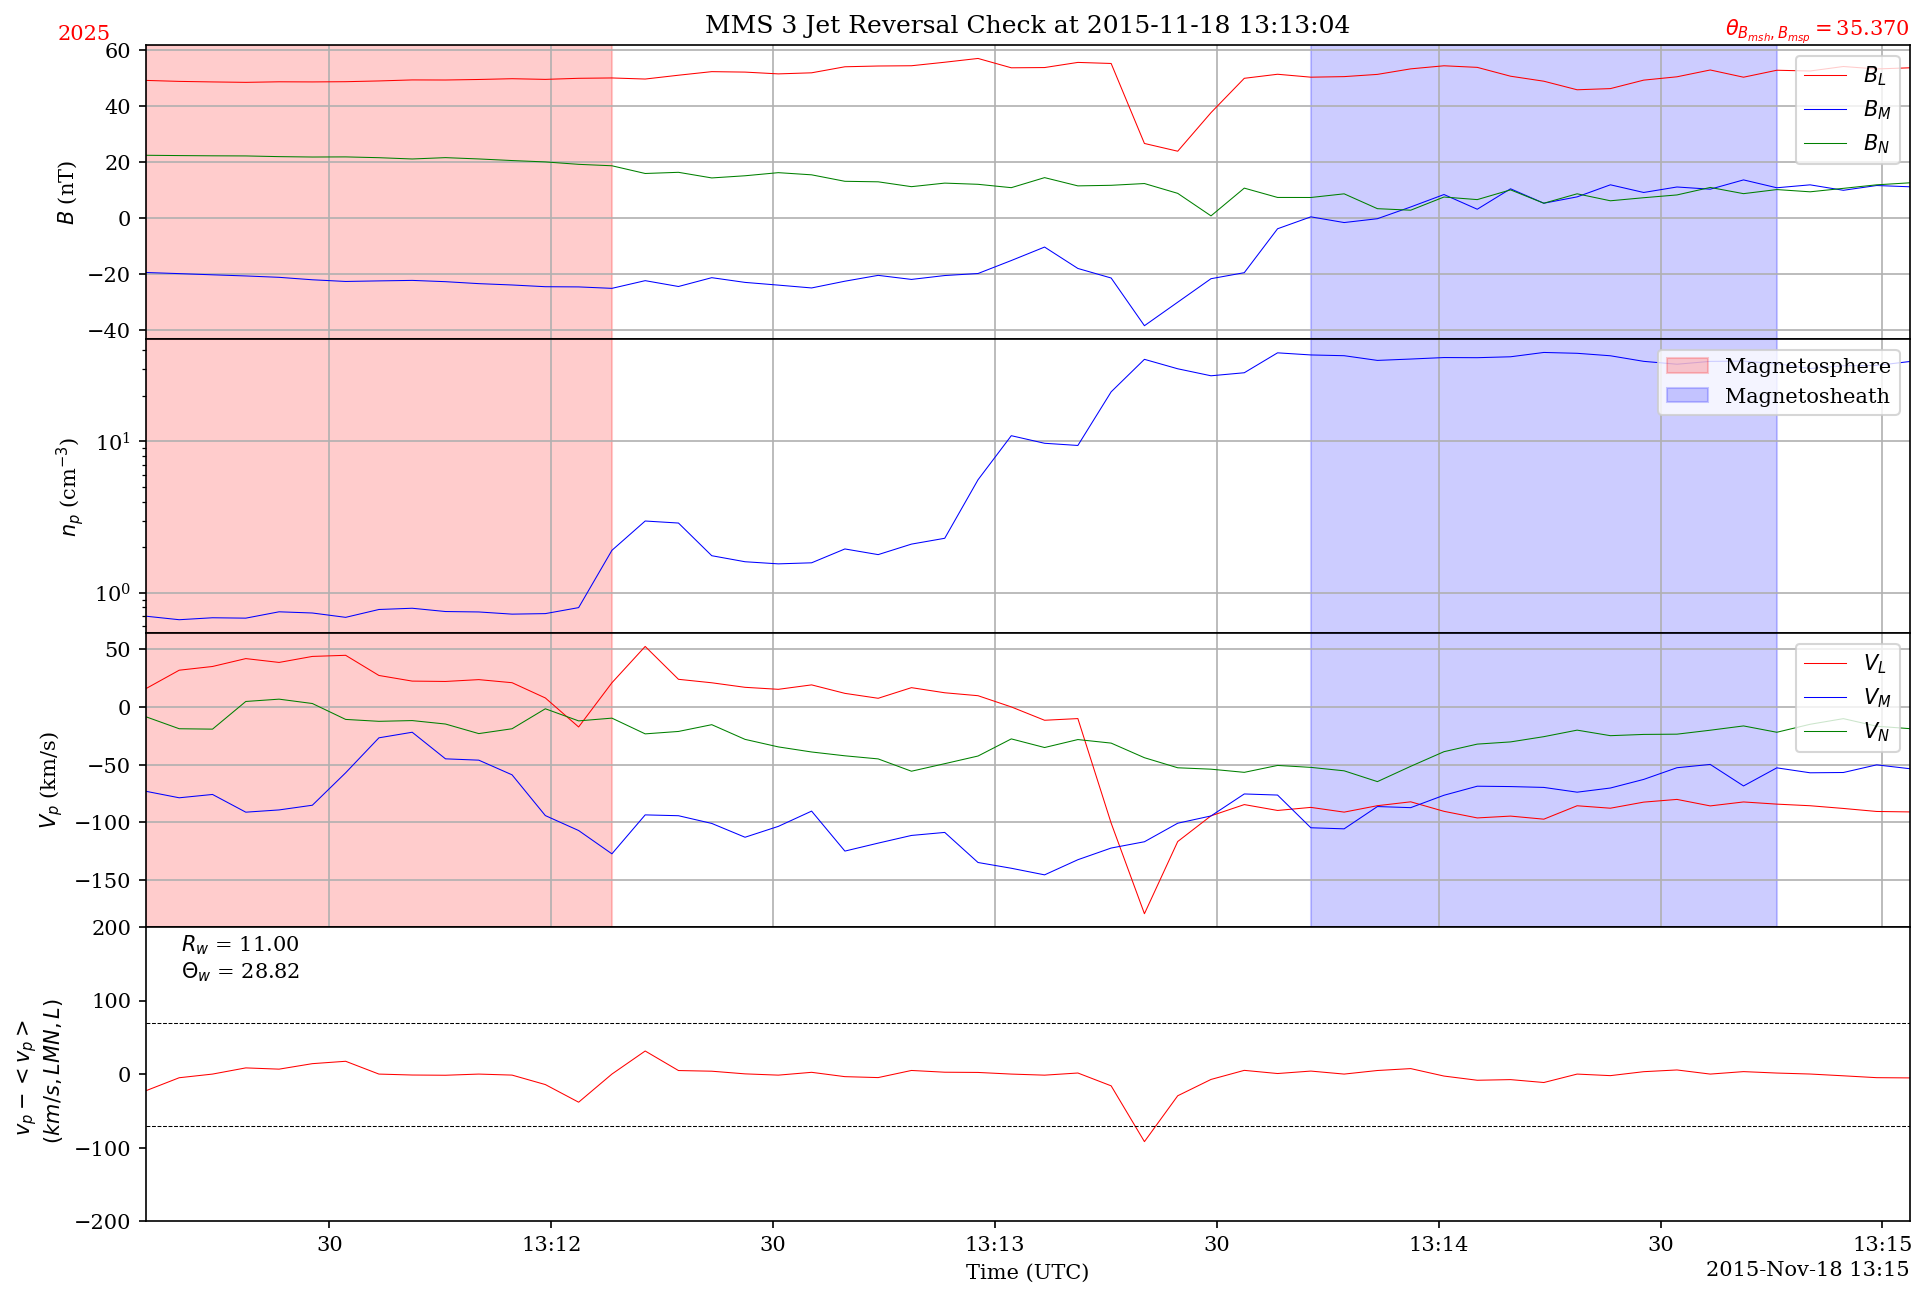 MMS 3 Jet Reversal Check at 2015-11-18 13:13:04
2025
θ_{B_{msh}, B_{msp}} = 35.370
60
40
20
0
−20
−40
B (nT)
B_L
B_M
B_N
10^1
10^0
n_p (cm^{−3})
Magnetosphere
Magnetosheath
50
0
−50
−100
−150
V_p (km/s)
V_L
V_M
V_N
200
100
0
−100
−200
v_p − < v_p >
(km/s, LMN, L)
R_w = 11.00
Θ_w = 28.82
30 13:12 30 13:13 30 13:14 30 13:15
Time (UTC)
2015-Nov-18 13:15